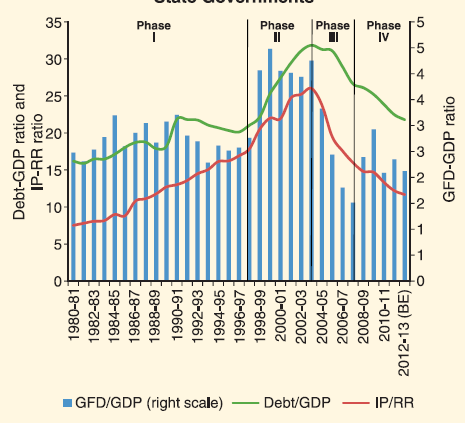 State Governments
Phase I
Phase II
Phase III
Phase IV
Debt-GDP ratio and
IP-RR ratio
35
30
25
20
15
10
5
0
GFD-GDP ratio
5
5
4
4
3
3
2
2
1
1
0
1980-81
1982-83
1984-85
1986-87
1988-89
1990-91
1992-93
1994-95
1996-97
1998-99
2000-01
2002-03
2004-05
2006-07
2008-09
2010-11
2012-13 (BE)
GFD/GDP (right scale)
Debt/GDP
IP/RR